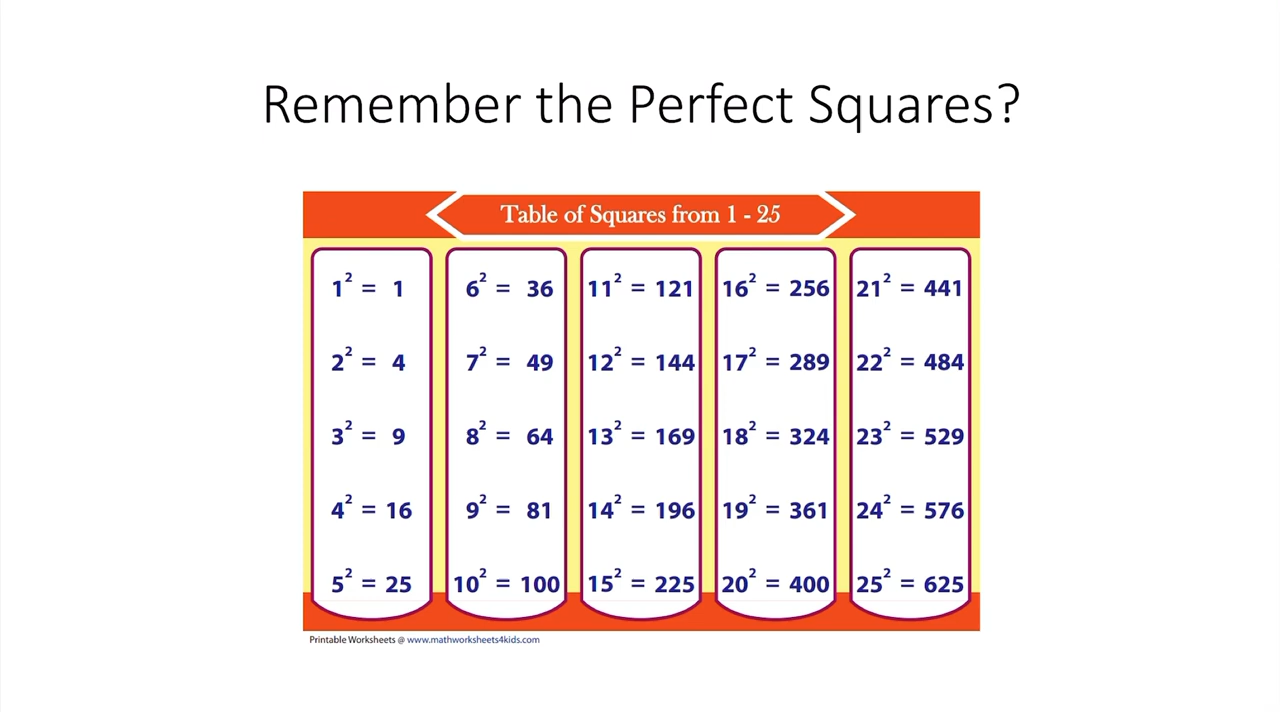 Remember the Perfect Squares?
Table of Squares from 1 - 25
1² = 1
2² = 4
3² = 9
4² = 16
5² = 25
6² = 36
7² = 49
8² = 64
9² = 81
10² = 100
11² = 121
12² = 144
13² = 169
14² = 196
15² = 225
16² = 256
17² = 289
18² = 324
19² = 361
20² = 400
21² = 441
22² = 484
23² = 529
24² = 576
25² = 625
Printable Worksheets @ www.mathworksheets4kids.com